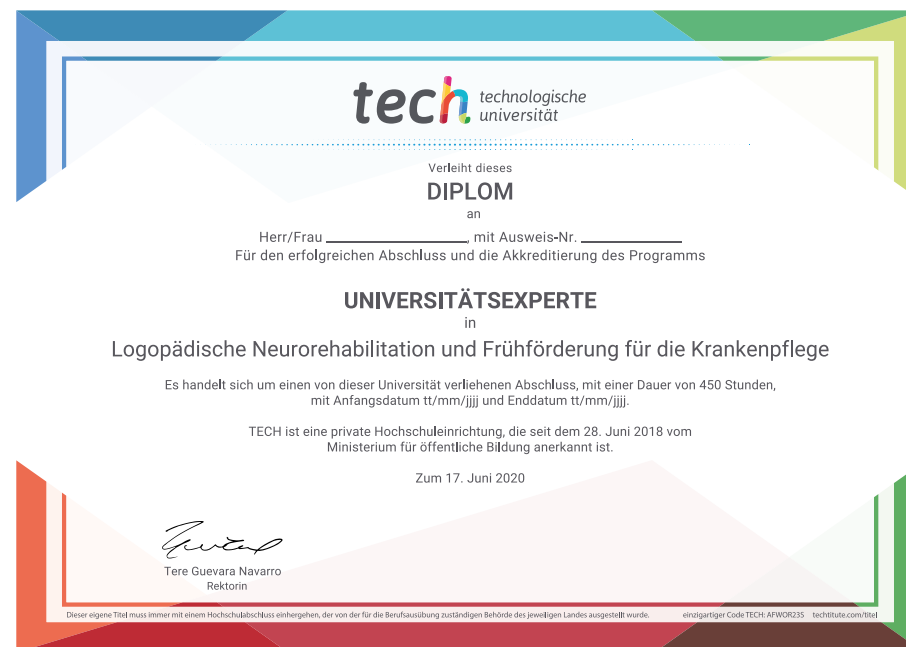 tech technologische
universität
Verleiht dieses
DIPLOM
an
Herr/Frau ____________, mit Ausweis-Nr. ____________
Für den erfolgreichen Abschluss und die Akkreditierung des Programms
UNIVERSITÄTSEXPERTE
in
Logopädische Neurorehabilitation und Frühförderung für die Krankenpflege
Es handelt sich um einen von dieser Universität verliehenen Abschluss, mit einer Dauer von 450 Stunden,
mit Anfangsdatum tt/mm/jjjj und Enddatum tt/mm/jjjj.
TECH ist eine private Hochschuleinrichtung, die seit dem 28. Juni 2018 vom
Ministerium für öffentliche Bildung anerkannt ist.
Zum 17. Juni 2020
Tere Guevara Navarro
Rektorin
Dieser eigene Titel muss immer mit einem Hochschulabschluss einhergehen, der von der für die Berufsausübung zuständigen Behörde des jeweiligen Landes ausgestellt wurde. einzigartiger Code TECH: AFWOR23S techtitute.com/titel